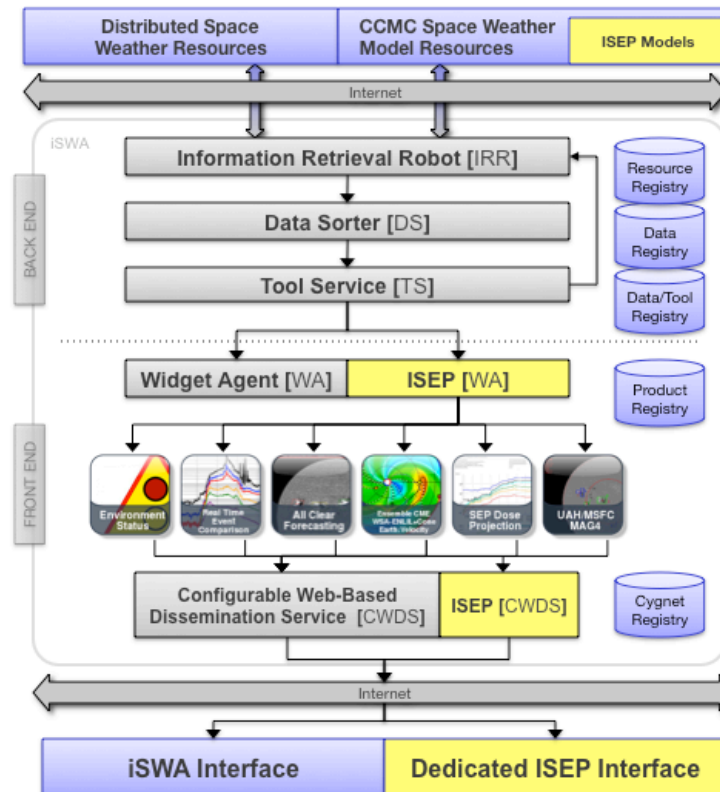 Distributed Space
Weather Resources
CCMC Space Weather
Model Resources
ISEP Models
Internet
iSWA
BACK END
Information Retrieval Robot [IRR]
Data Sorter [DS]
Tool Service [TS]
Resource
Registry
Data
Registry
Data/Tool
Registry
FRONT END
Widget Agent [WA]
ISEP [WA]
Product
Registry
Environment
Status
Real Time
Event
Comparison
All Clear
Forecasting
Ensemble CME
WSA-ENLIL+Cone
Earth: Velocity
SEP Dose
Projection
UAH/MSFC
MAG4
Configurable Web-Based
Dissemination Service [CWDS]
ISEP [CWDS]
Cygnet
Registry
Internet
iSWA Interface
Dedicated ISEP Interface